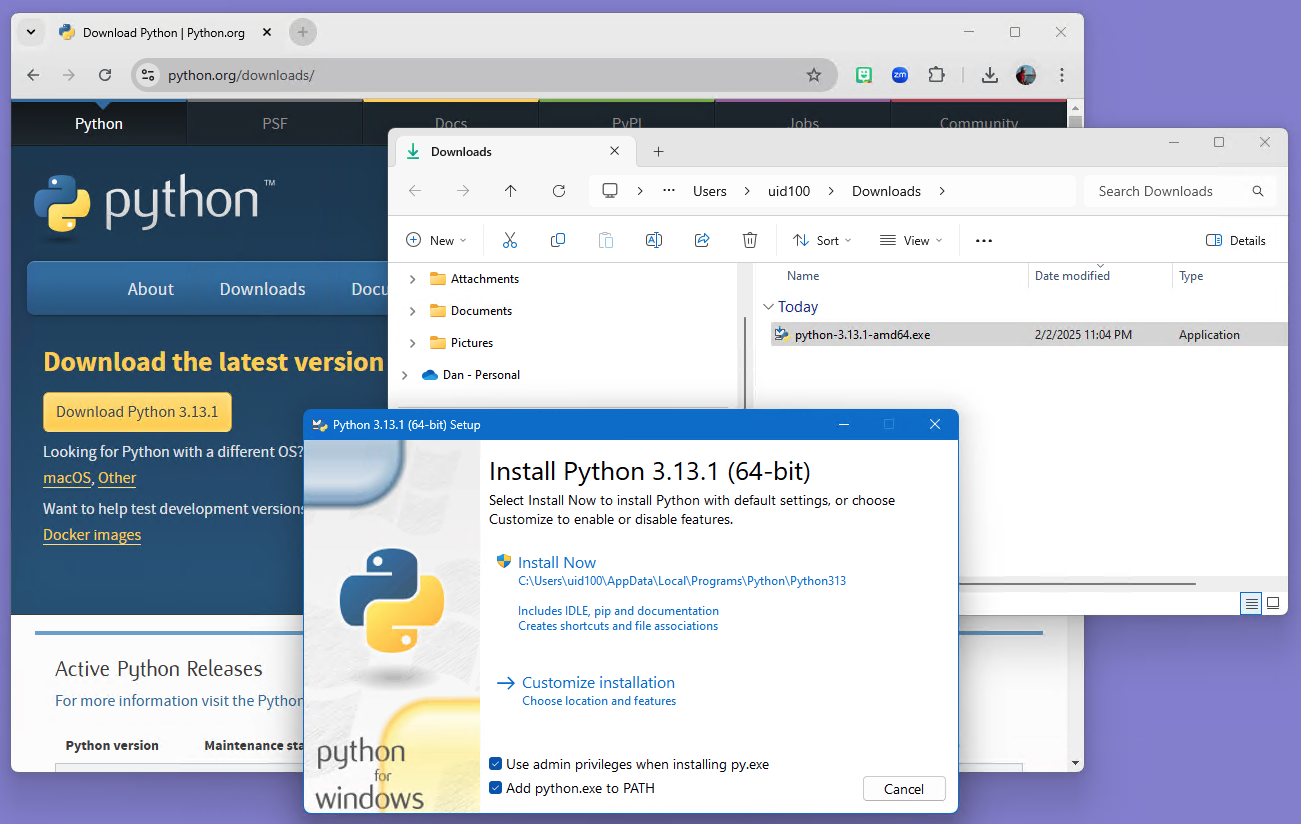 Download Python | Python.org
python.org/downloads/
zm
Python
PSF
Docs
PyPI
Jobs
Community
python™
About
Downloads
Docu
Download the latest version
Download Python 3.13.1
Looking for Python with a different OS?
macOS, Other
Want to help test development versions
Docker images
Active Python Releases
For more information visit the Python
Python version
Maintenance sta
Downloads
Users
uid100
Downloads
Search Downloads
New
Sort
View
Details
Attachments
Documents
Pictures
Dan - Personal
Name
Date modified
Type
Today
python-3.13.1-amd64.exe
2/2/2025 11:04 PM
Application
Python 3.13.1 (64-bit) Setup
Install Python 3.13.1 (64-bit)
Select Install Now to install Python with default settings, or choose
Customize to enable or disable features.
Install Now
C:\Users\uid100\AppData\Local\Programs\Python\Python313
Includes IDLE, pip and documentation
Creates shortcuts and file associations
Customize installation
Choose location and features
python
for
windows
Use admin privileges when installing py.exe
Add python.exe to PATH
Cancel